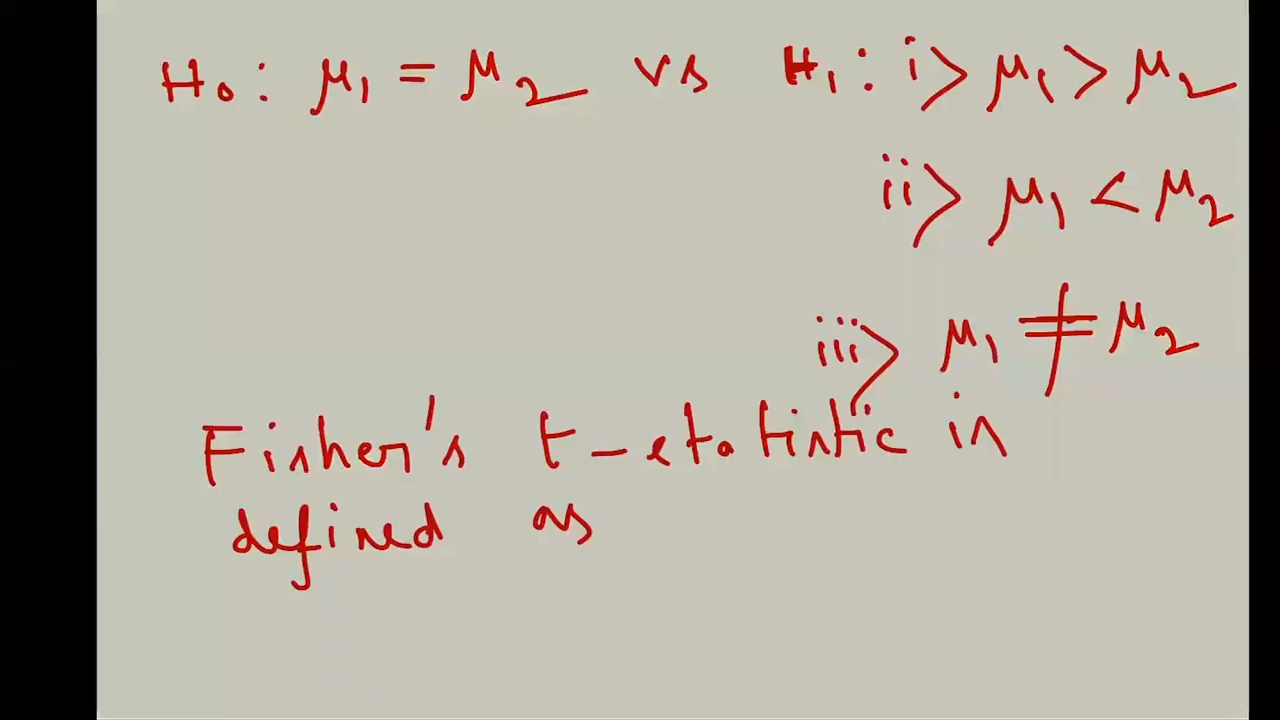 H₀: μ₁ = μ₂ vs H₁: i> μ₁ > μ₂
ii> μ₁ < μ₂
iii> μ₁ ≠ μ₂
Fisher's t-statistic is
defined as